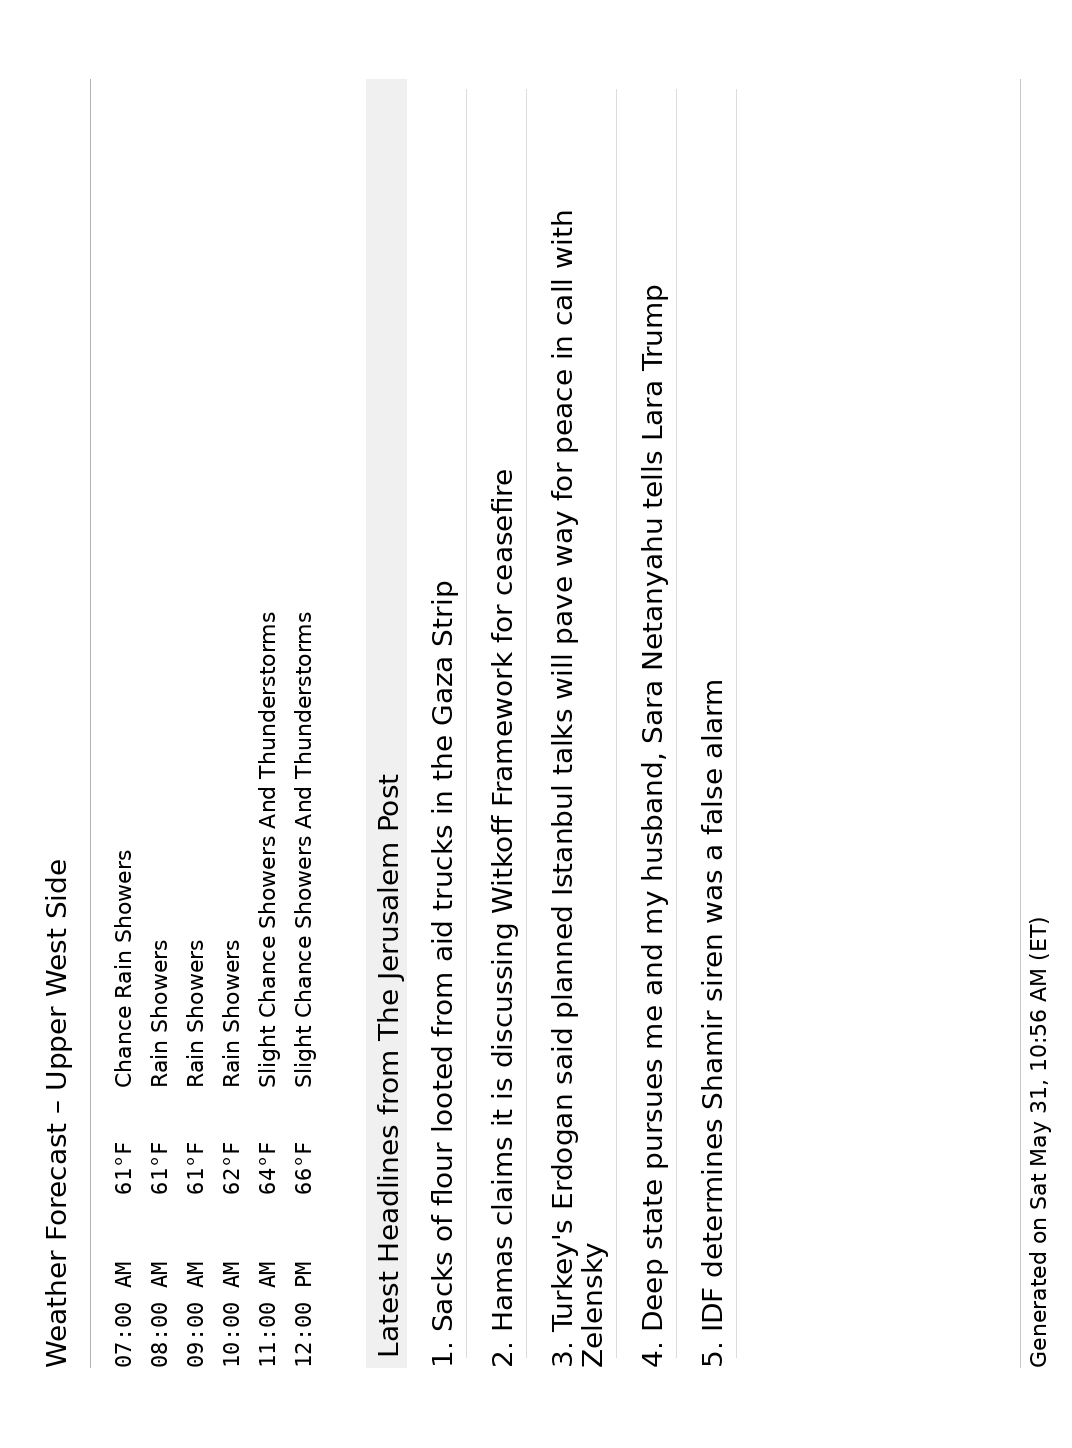 Weather Forecast – Upper West Side
07:00 AM 61°F Chance Rain Showers
08:00 AM 61°F Rain Showers
09:00 AM 61°F Rain Showers
10:00 AM 62°F Rain Showers
11:00 AM 64°F Slight Chance Showers And Thunderstorms
12:00 PM 66°F Slight Chance Showers And Thunderstorms
Latest Headlines from The Jerusalem Post
1. Sacks of flour looted from aid trucks in the Gaza Strip
2. Hamas claims it is discussing Witkoff Framework for ceasefire
3. Turkey's Erdogan said planned Istanbul talks will pave way for peace in call with
Zelensky
4. Deep state pursues me and my husband, Sara Netanyahu tells Lara Trump
5. IDF determines Shamir siren was a false alarm
Generated on Sat May 31, 10:56 AM (ET)